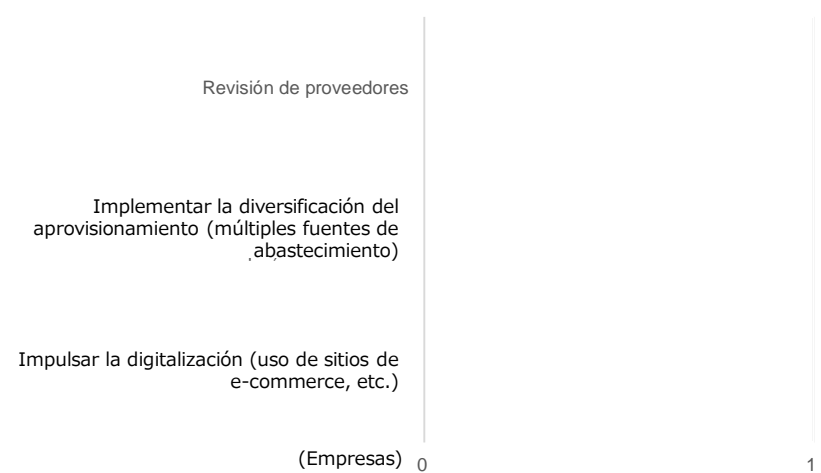 Revisión de proveedores
Implementar la diversificación del
aprovisionamiento (múltiples fuentes de
abastecimiento)
Impulsar la digitalización (uso de sitios de
e-commerce, etc.)
(Empresas) 0 1